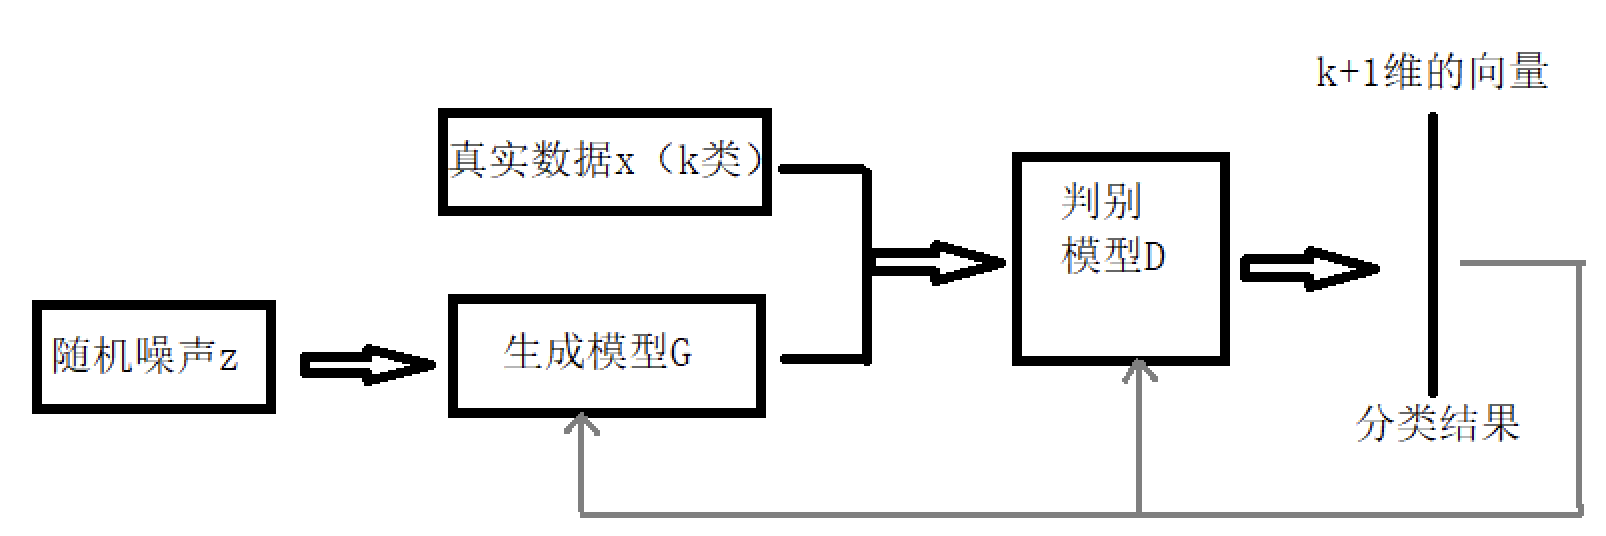 k+1维的向量
真实数据x（k类）
判别
模型D
随机噪声z
生成模型G
分类结果